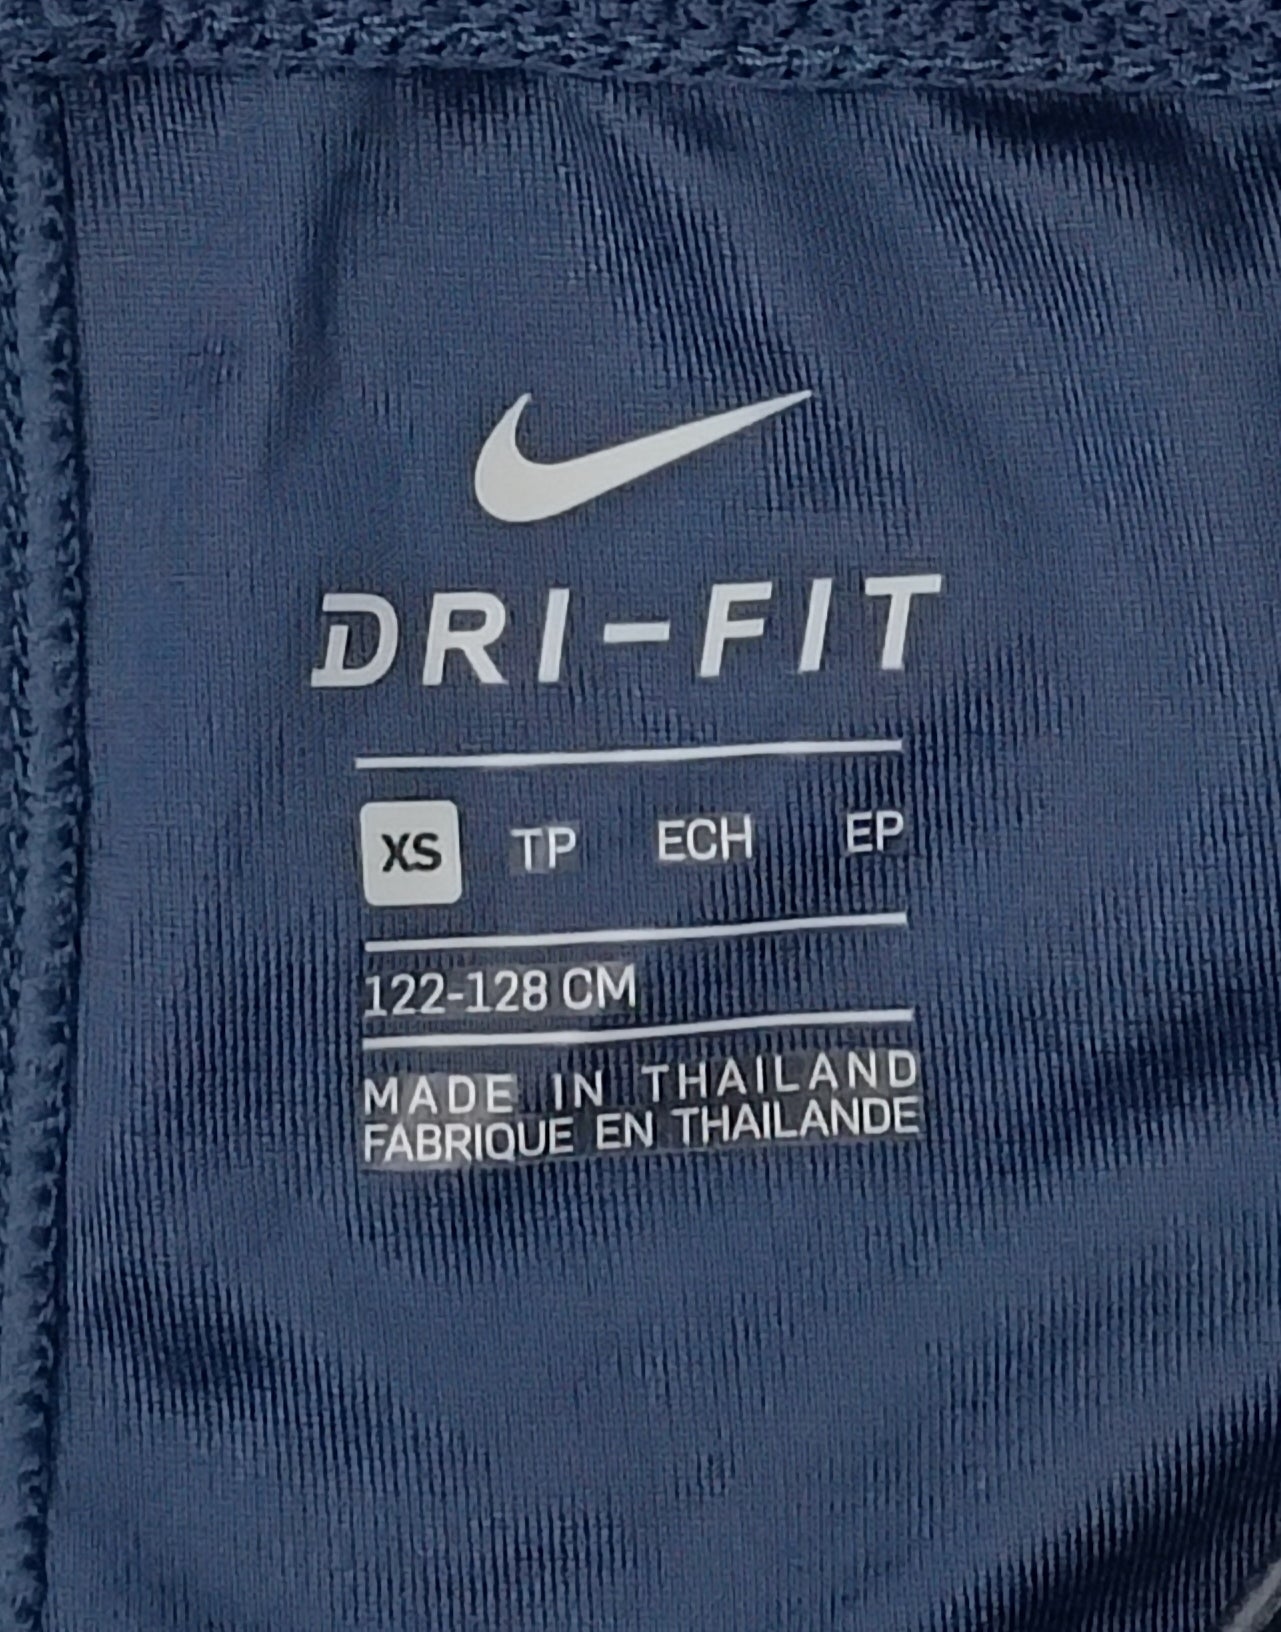 DRI-FIT
XS TP ECH EP
122-128 CM
MADE IN THAILAND
FABRIQUE EN THAILANDE